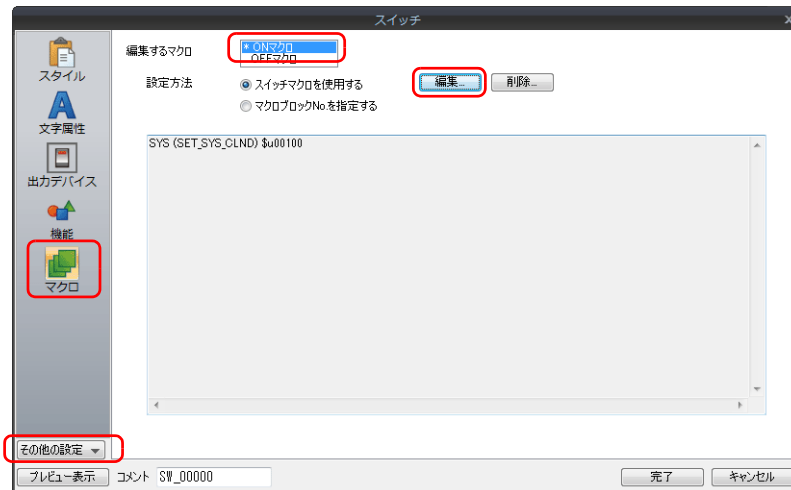 スイッチ
x
スタイル
文字属性
出力デバイス
機能
マクロ
その他の設定
編集するマクロ
* ONマクロ
OFFマクロ
設定方法
スイッチマクロを使用する
編集...
削除...
マクロブロックNo.を指定する
SYS (SET_SYS_CLND) $u00100
プレビュー表示
コメント
SW_00000
完了
キャンセル